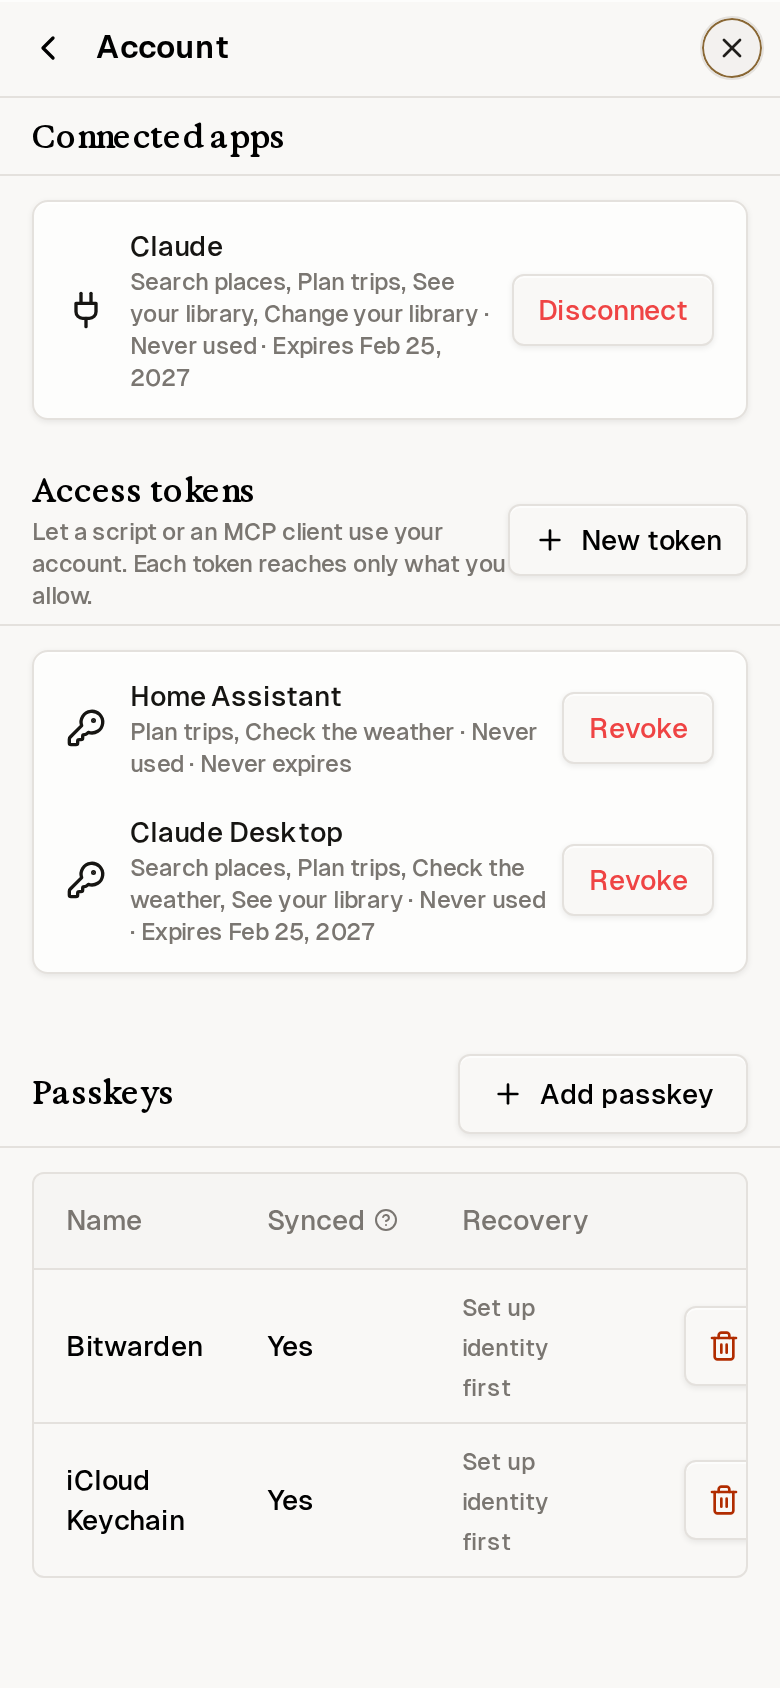 Account
Connected apps
Claude
Search places, Plan trips, See
your library, Change your library ·
Never used · Expires Feb 25,
2027
Disconnect
Access tokens
Let a script or an MCP client use your
account. Each token reaches only what you
allow.
New token
Home Assistant
Plan trips, Check the weather · Never
used · Never expires
Revoke
Claude Desktop
Search places, Plan trips, Check the
weather, See your library · Never used
· Expires Feb 25, 2027
Revoke
Passkeys
Add passkey
Name Synced Recovery
Bitwarden
Yes
Set up
identity
first
iCloud
Keychain
Yes
Set up
identity
first